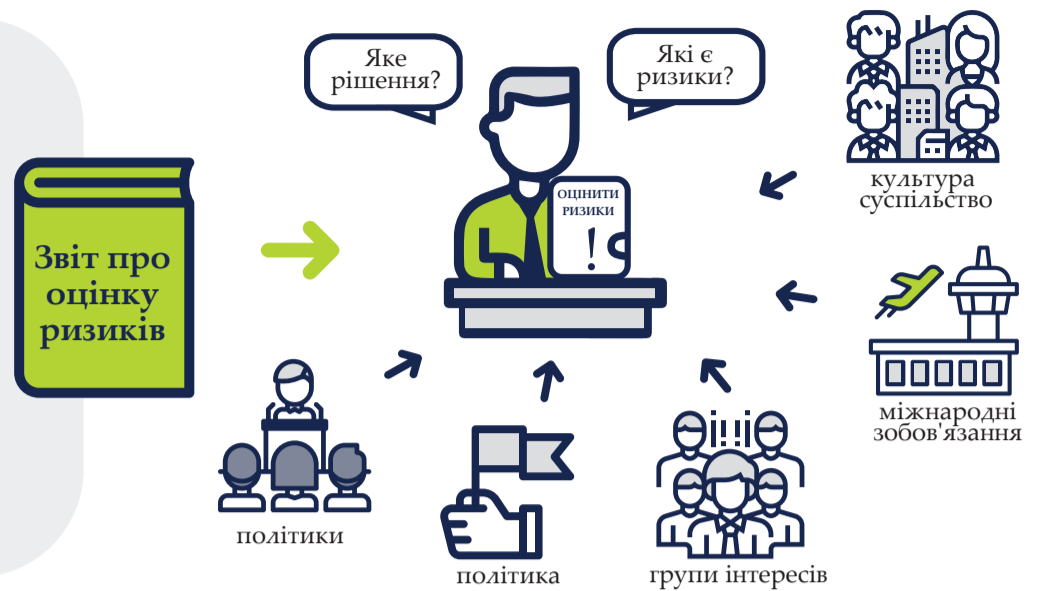 Яке
рішення?
Які є
ризики?
ОЦІНИТИ
РИЗИКИ
!
Звіт про
оцінку
ризиків
культура
суспільство
міжнародні
зобов'язання
політики
політика
групи інтересів